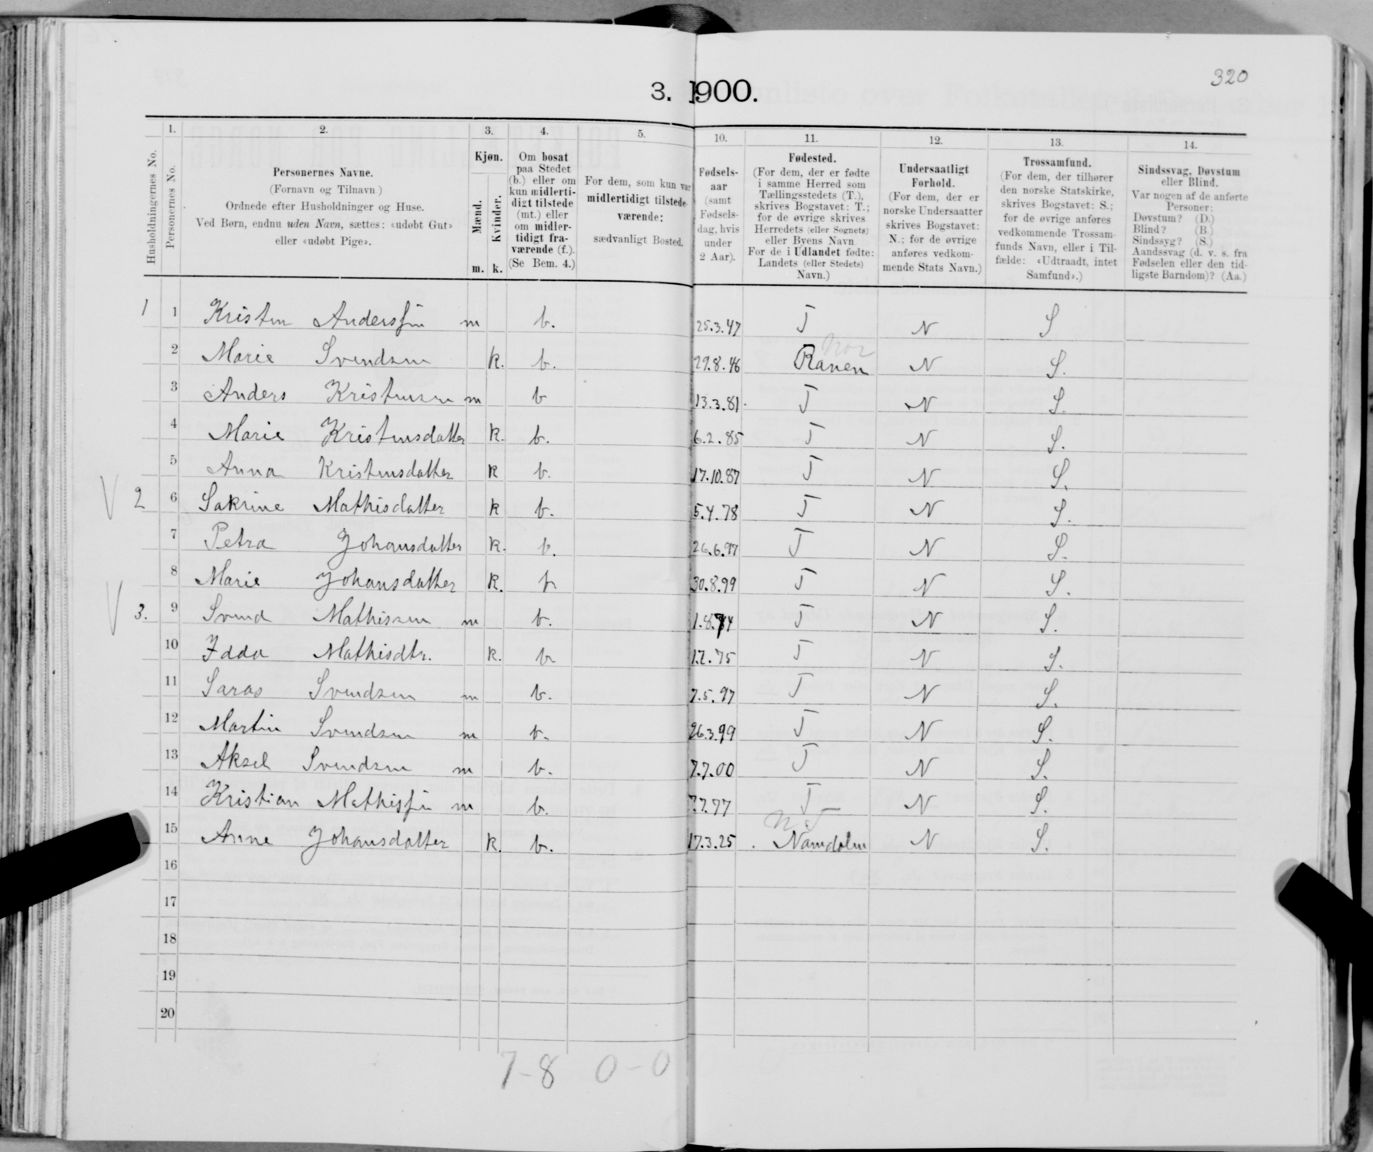 320
3. 1900.
1. 2. 3. 4. 5. 10. 11. 12. 13. 14.
Husholdningernes No.
Personernes No.
Personernes Navne.
(Fornavn og Tilnavn)
Ordnede efter Husholdninger og Huse.
Ved Børn, endnu uden Navn, sættes: «udøbt Gut»
eller «udøbt Pige».
Kjøn.
Mænd.
Kvinder.
m. k.
Om bosat
paa Stedet
(b.) eller om
kun midlerti-
digt tilstede
(mt.) eller
om midler-
tidigt fra-
værende (f.).
(Se Bem. 4.)
For dem, som kun var
midlertidigt tilstede-
værende:
sædvanligt Bosted.
Fødsels-
aar
(samt
Fødsels-
dag, hvis
under
2 Aar).
Fødested.
(For dem, der er fødte
i samme Herred som
Tællingsstedets (T.),
skrives Bogstavet: T.;
for de øvrige skrives
Herredets (eller Sognets)
eller Byens Navn.
For de i Udlandet fødte:
Landets (eller Stedets)
Navn.)
Undersaatligt
Forhold.
(For dem, der er
norske Undersaatter
skrives Bogstavet:
N.; for de øvrige
anføres vedkom-
mende Stats Navn.)
Trossamfund.
(For dem, der tilhører
den norske Statskirke,
skrives Bogstavet: S.;
for de øvrige anføres
vedkommende Trossam-
funds Navn, eller i Til-
fælde: «Udtraadt, intet
Samfund».)
Sindssvag, Døvstum
eller Blind.
Var nogen af de anførte
Personer:
Døvstum? (D.)
Blind? (B.)
Sindssyg? (S.)
Aandssvag (d. v. s. fra
Fødselen eller den tid-
ligste Barndom)? (Aa.)
1 1 Kristen Anderssen m b. 25.3.47 T N S
2 Marie Svendsen k. b. 29.8.46 Ranen N S.
3 Anders Kristensen m b 13.3.81. T N S.
4 Marie Kristensdatter k. b. 6.2.85 T N S.
5 Anna Kristensdatter k b. 17.10.87 T N S.
V 2 6 Sakrine Mathisdatter k b. 5.4.78 T N S.
7 Petra Johansdatter k. b. 26.6.97 T N S.
8 Marie Johansdatter k. b 30.8.99 T N S.
V 3. 9 Svend Mathissen m b. 1.8.74 T N S.
10 Idda Mathisdtr. k. b 1.2.75 T N S.
11 Saras Svendsen m b. 7.5.97 T N S.
12 Martin Svendsen m b. 26.3.99 T N S.
13 Aksel Svendsen m b. 7.7.00 T N S.
14 Kristian Mathissen m b. 7.7.77 T N S.
15 Anne Johansdatter k. b. 17.3.25 Namdalen N S.
16
17
18
19
20
7-8 0-0